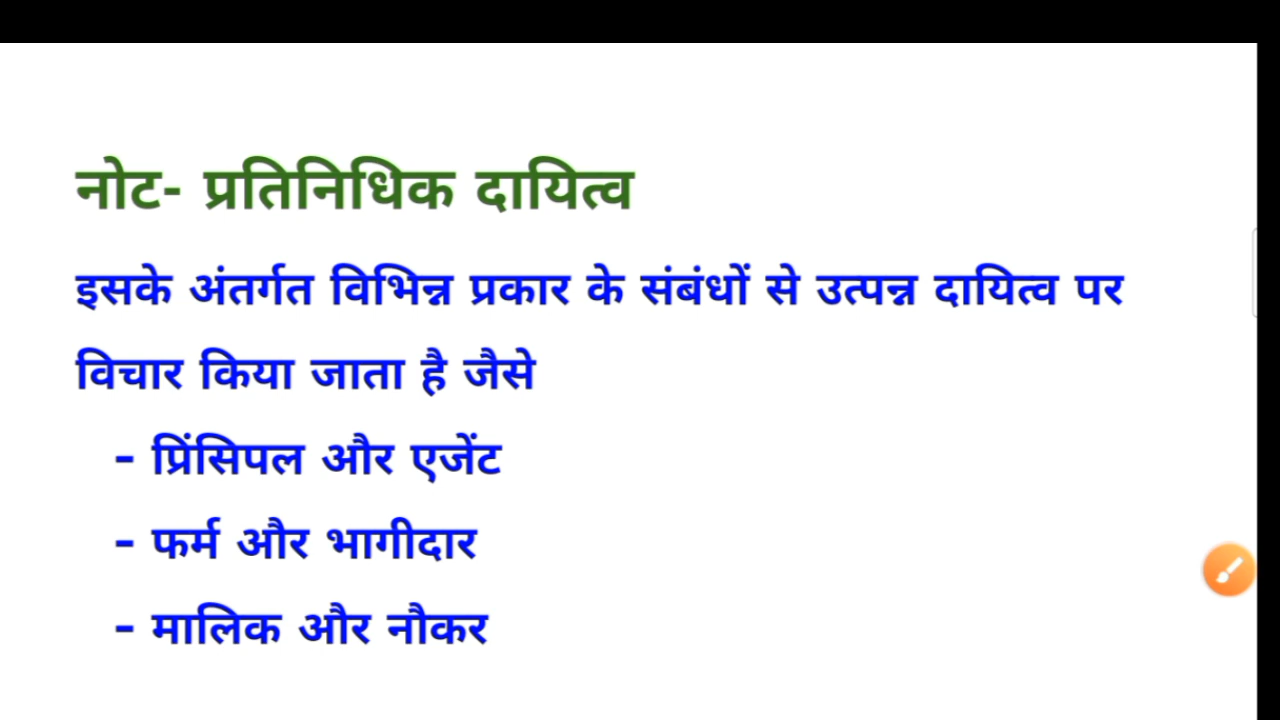 नोट- प्रतिनिधिक दायित्व
इसके अंतर्गत विभिन्न प्रकार के संबंधों से उत्पन्न दायित्व पर
विचार किया जाता है जैसे
- प्रिंसिपल और एजेंट
- फर्म और भागीदार
- मालिक और नौकर